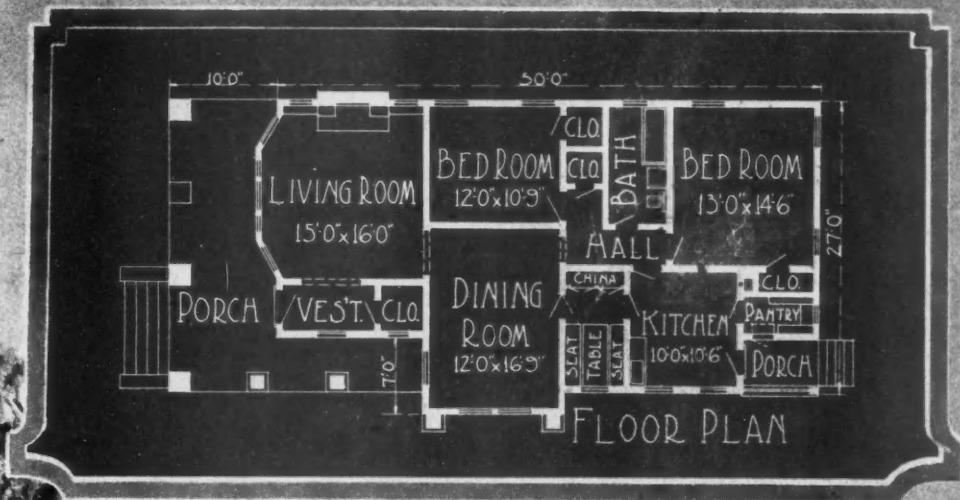 10'0"
50'0"
LIVING ROOM
15'0"x16'0"
BED ROOM
12'0"x10'9"
CLO.
CLO.
BATH
BED ROOM
13'0"x14'6"
27'0"
HALL
PORCH
VES'T.
CLO.
7'0"
DINING
ROOM
12'0"x16'9"
CHINA
SEAT
TABLE
SEAT
KITCHEN
10'0"x10'6"
CLO.
PANTRY
PORCH
FLOOR PLAN